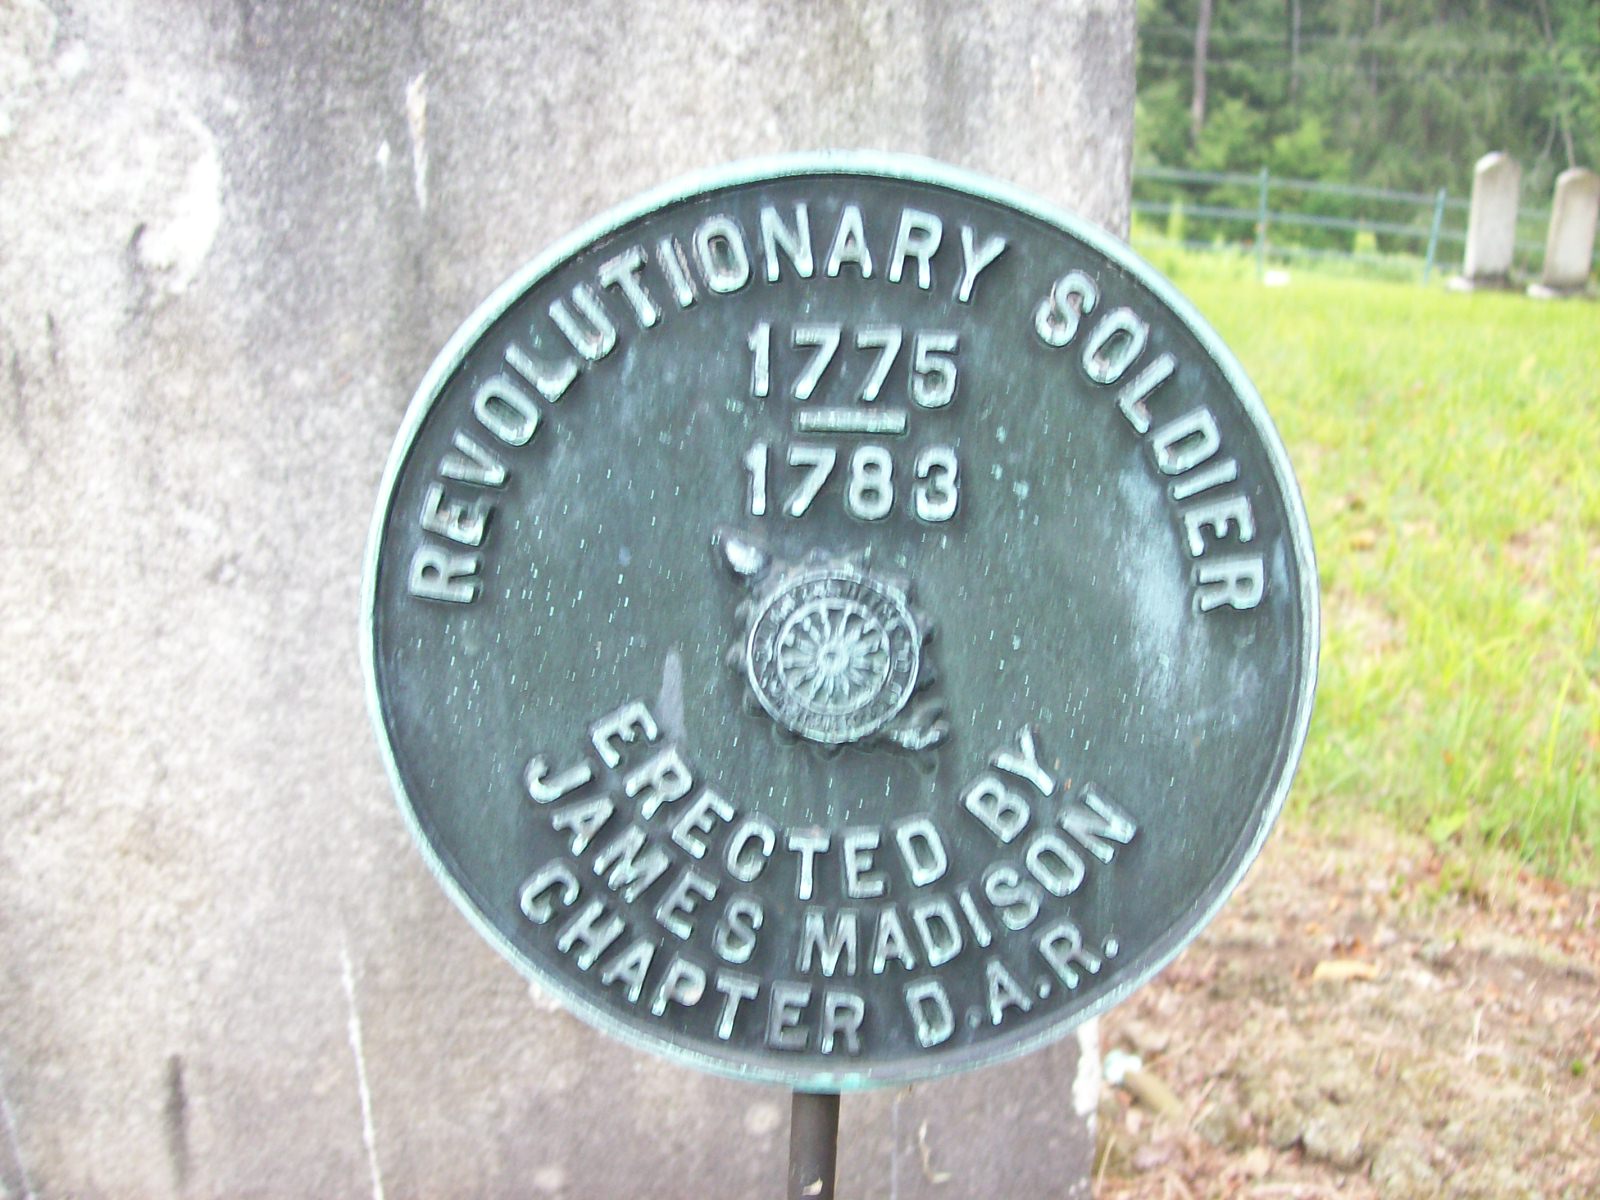 REVOLUTIONARY SOLDIER
1775
1783
ERECTED BY
JAMES MADISON
CHAPTER D.A.R.